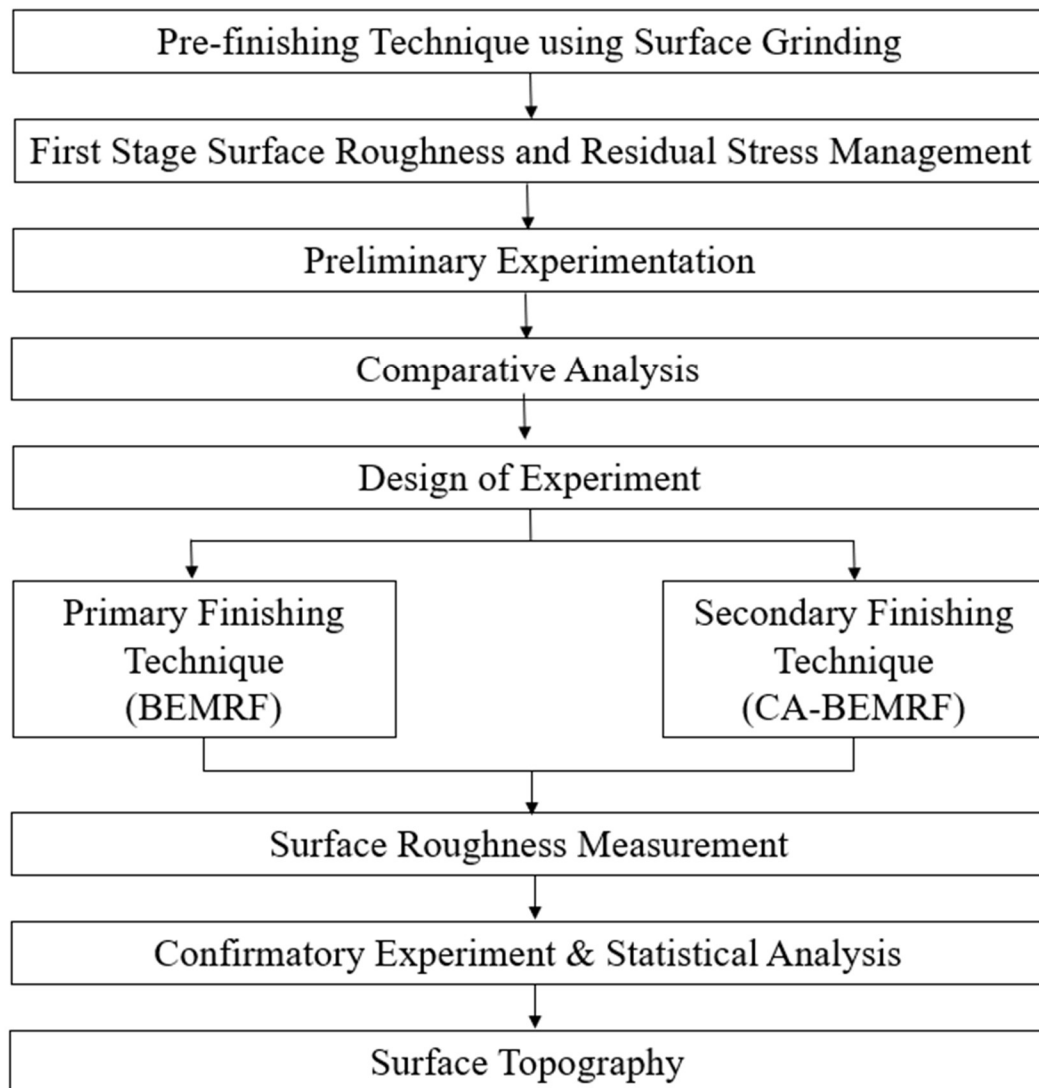 Pre-finishing Technique using Surface Grinding
First Stage Surface Roughness and Residual Stress Management
Preliminary Experimentation
Comparative Analysis
Design of Experiment
Primary Finishing
Technique
(BEMRF)
Secondary Finishing
Technique
(CA-BEMRF)
Surface Roughness Measurement
Confirmatory Experiment & Statistical Analysis
Surface Topography